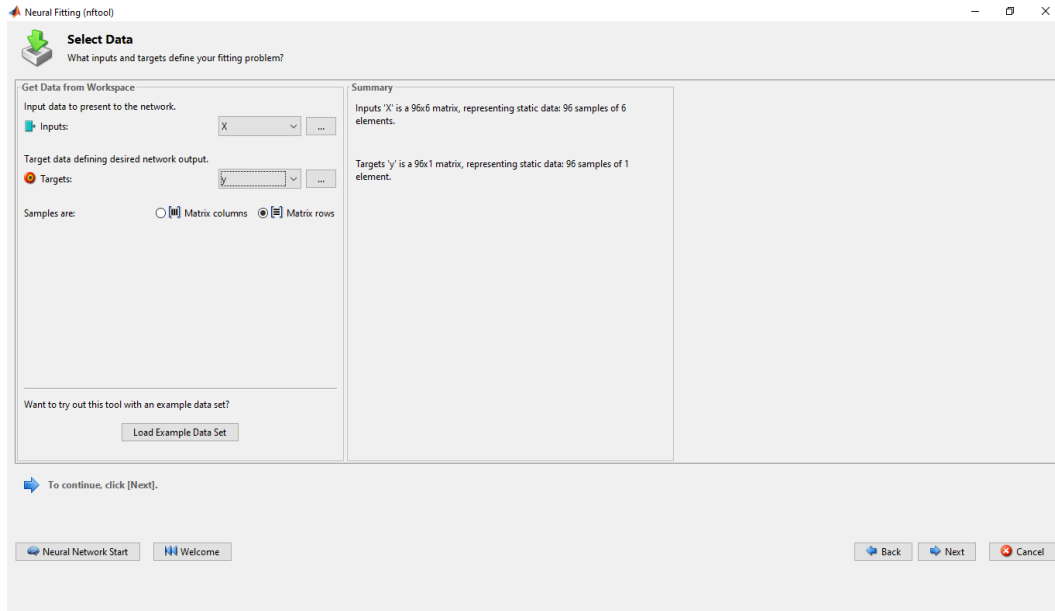 Neural Fitting (nftool)
Select Data
What inputs and targets define your fitting problem?
Get Data from Workspace
Input data to present to the network.
Inputs:
X
...
Target data defining desired network output.
Targets:
y
...
Samples are:
Matrix columns
Matrix rows
Want to try out this tool with an example data set?
Load Example Data Set
Summary
Inputs 'X' is a 96x6 matrix, representing static data: 96 samples of 6
elements.
Targets 'y' is a 96x1 matrix, representing static data: 96 samples of 1
element.
To continue, click [Next].
Neural Network Start
Welcome
Back
Next
Cancel